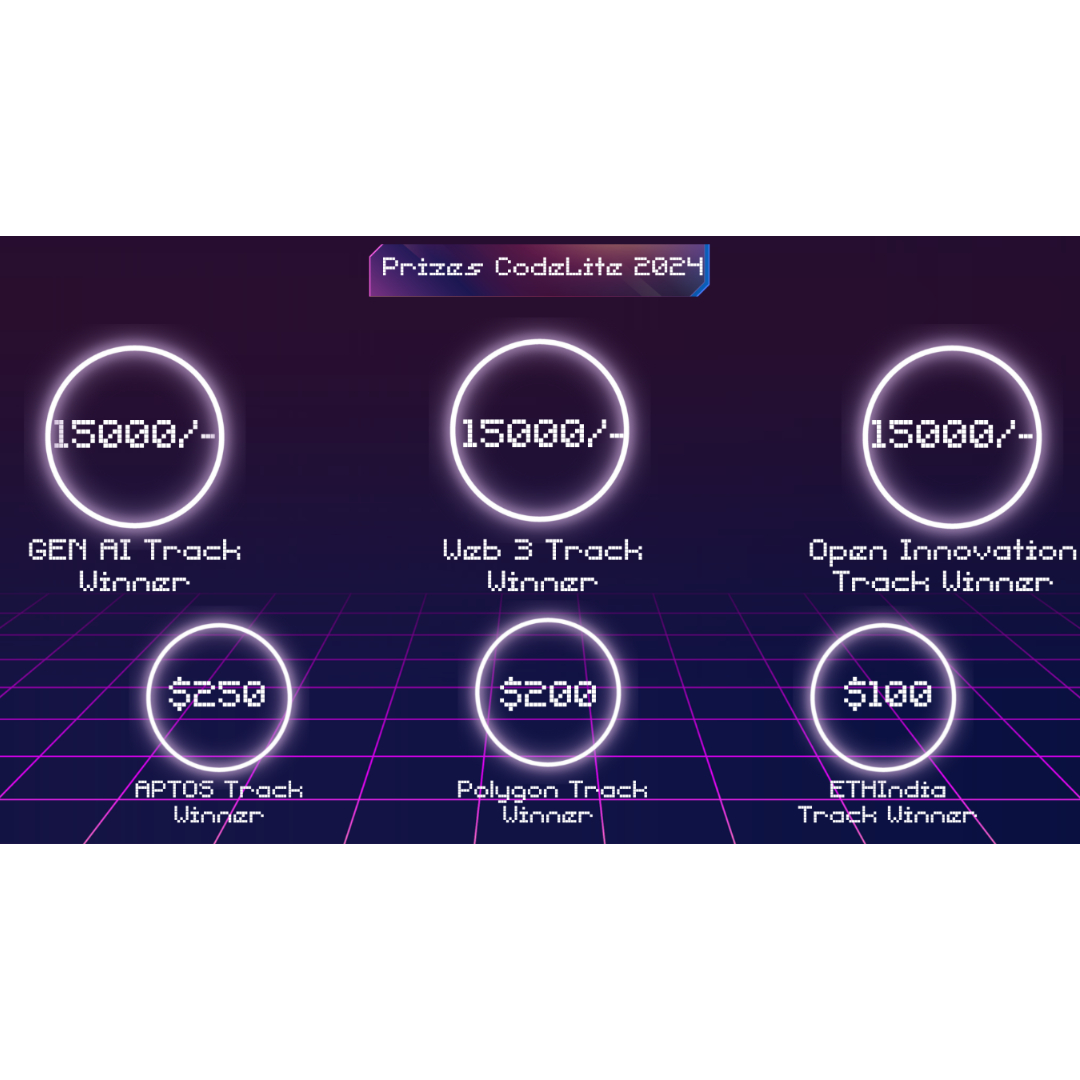 Prizes CodeLite 2024
15000/-
15000/-
15000/-
GEN AI Track
Winner
Web 3 Track
Winner
Open Innovation
Track Winner
$250
$200
$100
APTOS Track
Winner
Polygon Track
Winner
ETHIndia
Track Winner